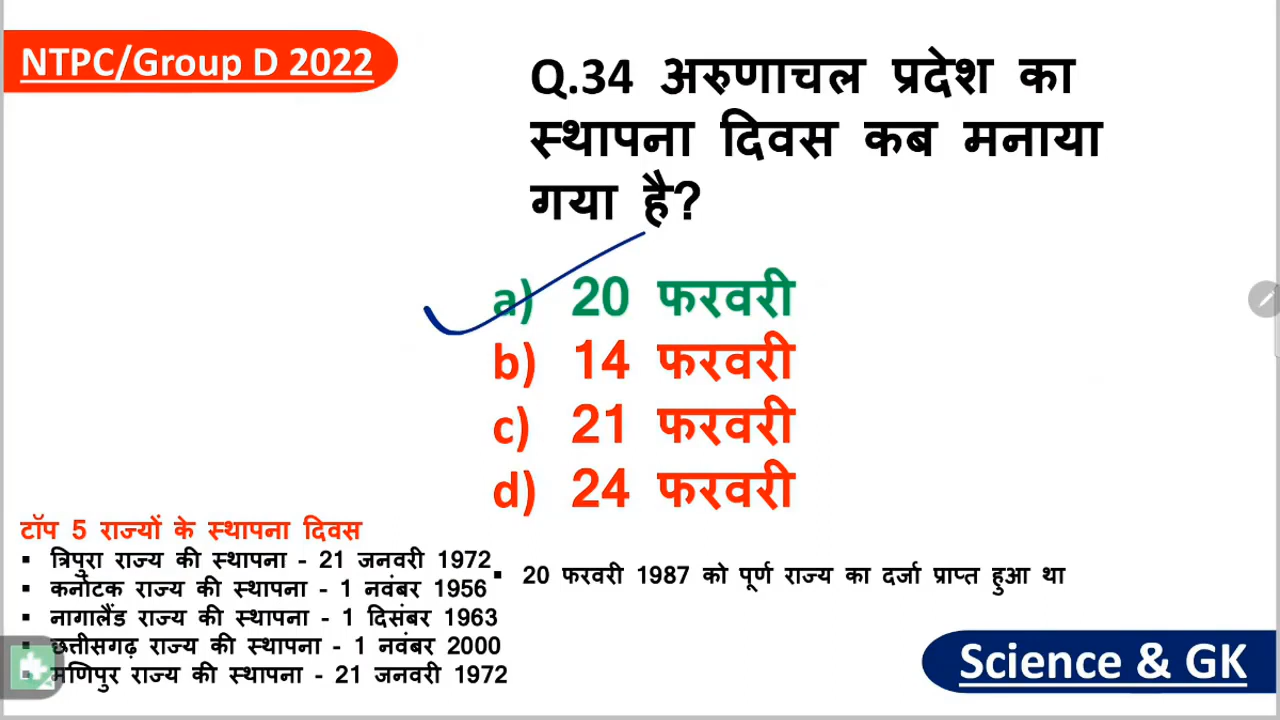 NTPC/Group D 2022
Q.34 अरुणाचल प्रदेश का
स्थापना दिवस कब मनाया
गया है?
a) 20 फरवरी
b) 14 फरवरी
c) 21 फरवरी
d) 24 फरवरी
टॉप 5 राज्यों के स्थापना दिवस
▪ त्रिपुरा राज्य की स्थापना - 21 जनवरी 1972
▪ कर्नाटक राज्य की स्थापना - 1 नवंबर 1956
▪ नागालैंड राज्य की स्थापना - 1 दिसंबर 1963
छत्तीसगढ़ राज्य की स्थापना - 1 नवंबर 2000
मणिपुर राज्य की स्थापना - 21 जनवरी 1972
▪ 20 फरवरी 1987 को पूर्ण राज्य का दर्जा प्राप्त हुआ था
Science & GK